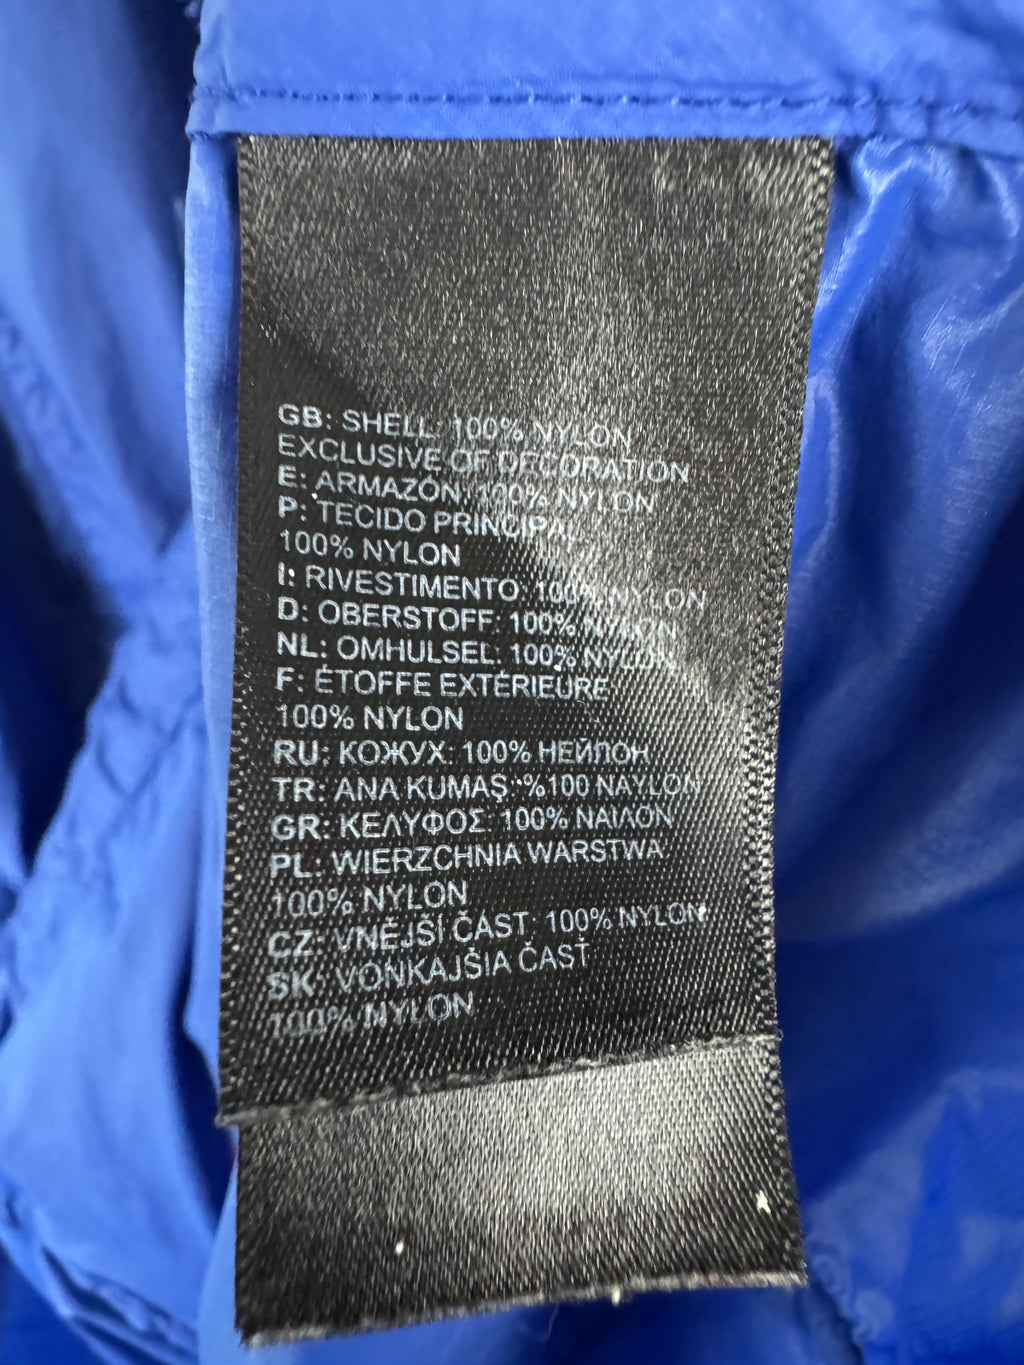 GB: SHELL: 100% NYLON
EXCLUSIVE OF DECORATION
E: ARMAZÓN: 100% NYLON
P: TECIDO PRINCIPAL
100% NYLON
I: RIVESTIMENTO: 100% NYLON
D: OBERSTOFF: 100% NYLON
NL: OMHULSEL: 100% NYLON
F: ÉTOFFE EXTÉRIEURE
100% NYLON
RU: КОЖУХ: 100% НЕЙЛОН
TR: ANA KUMAŞ: %100 NAYLON
GR: ΚΕΛΥΦΟΣ: 100% ΝΑΙΛΟΝ
PL: WIERZCHNIA WARSTWA
100% NYLON
CZ: VNĚJŠÍ ČÁST: 100% NYLON
SK: VONKAJŠIA ČASŤ
100% NYLON